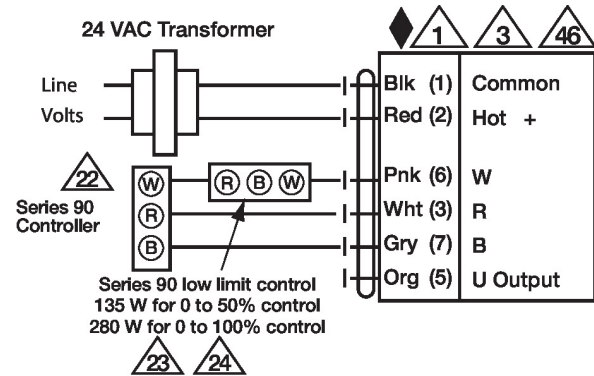 24 VAC Transformer
1 3 46
Line
Volts
Blk (1) Common
Red (2) Hot +
22
Series 90
Controller
W
R
B
R B W
Pnk (6) W
Wht (3) R
Gry (7) B
Org (5) U Output
Series 90 low limit control
135 W for 0 to 50% control
280 W for 0 to 100% control
23 24